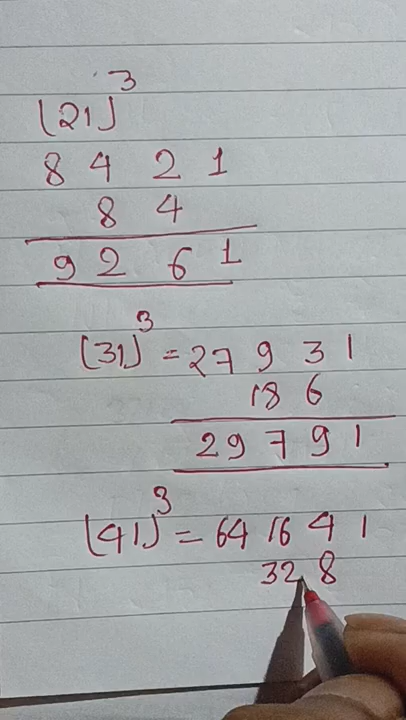 (21)³
8 4 2 1
8 4
9 2 6 1
(31)³ = 27 9 3 1
18 6
29 7 9 1
(41)³ = 64 16 4 1
32 8